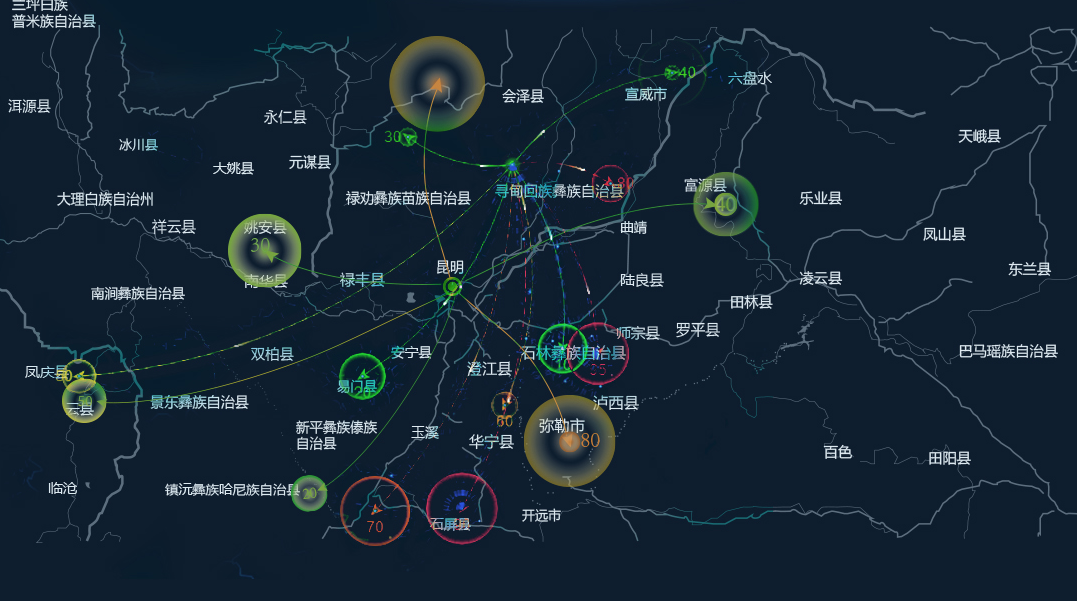 三坪白族
普米族自治县
40
六盘水
宣威市
会泽县
洱源县
永仁县
30
天峨县
冰川县
元谋县
大姚县
80
富源县
寻甸回族彝族自治县
禄劝彝族苗族自治县
大理白族自治州
乐业县
40
祥云县
姚安县
曲靖
凤山县
30
昆明
东兰县
南华县
禄丰县
陆良县
凌云县
南涧彝族自治县
田林县
师宗县
罗平县
双柏县
安宁县
石林彝族自治县
巴马瑶族自治县
10
55
澄江县
凤庆县
易门县
20
景东彝族自治县
50
云县
泸西县
60
弥勒市
80
新平彝族傣族
自治县
玉溪
华宁县
百色
田阳县
临沧
镇沅彝族哈尼族自治县
20
开远市
石屏县
70